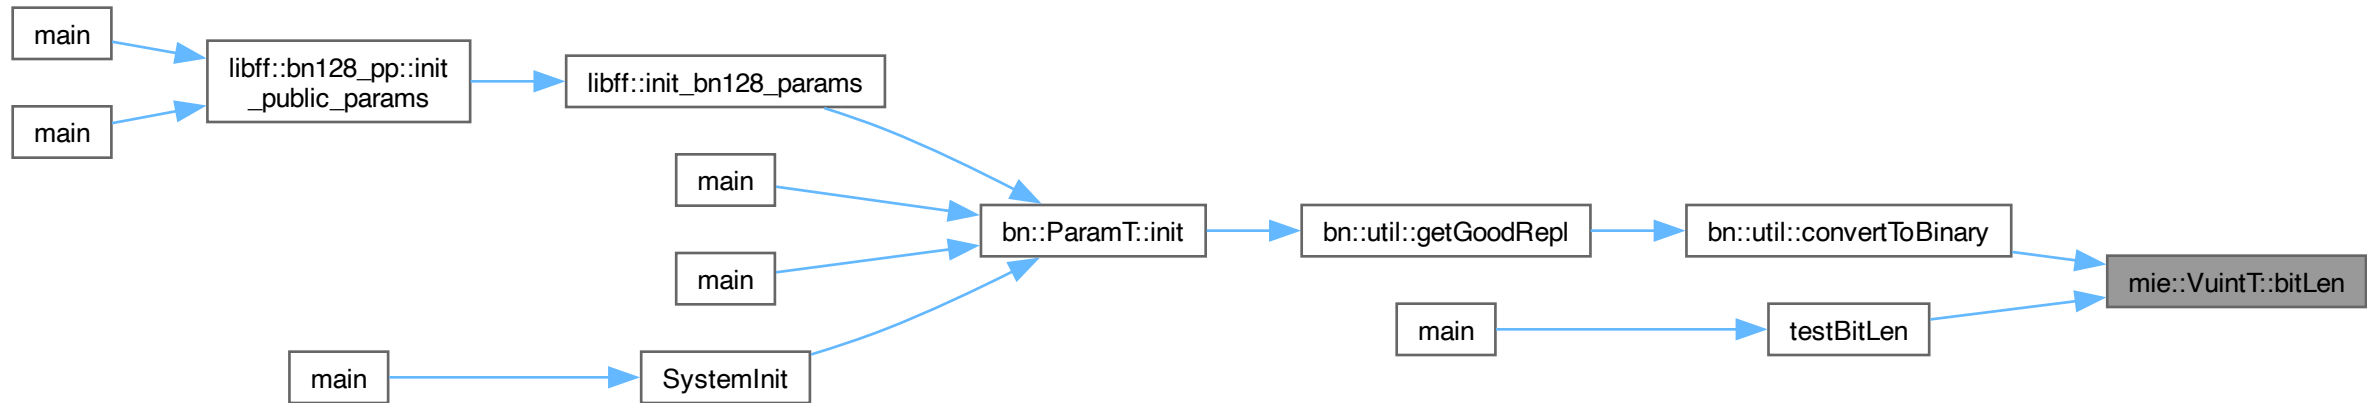 main
libff::bn128_pp::init
_public_params
main
libff::init_bn128_params
main
main
main
SystemInit
bn::ParamT::init
bn::util::getGoodRepl
main
bn::util::convertToBinary
testBitLen
mie::VuintT::bitLen